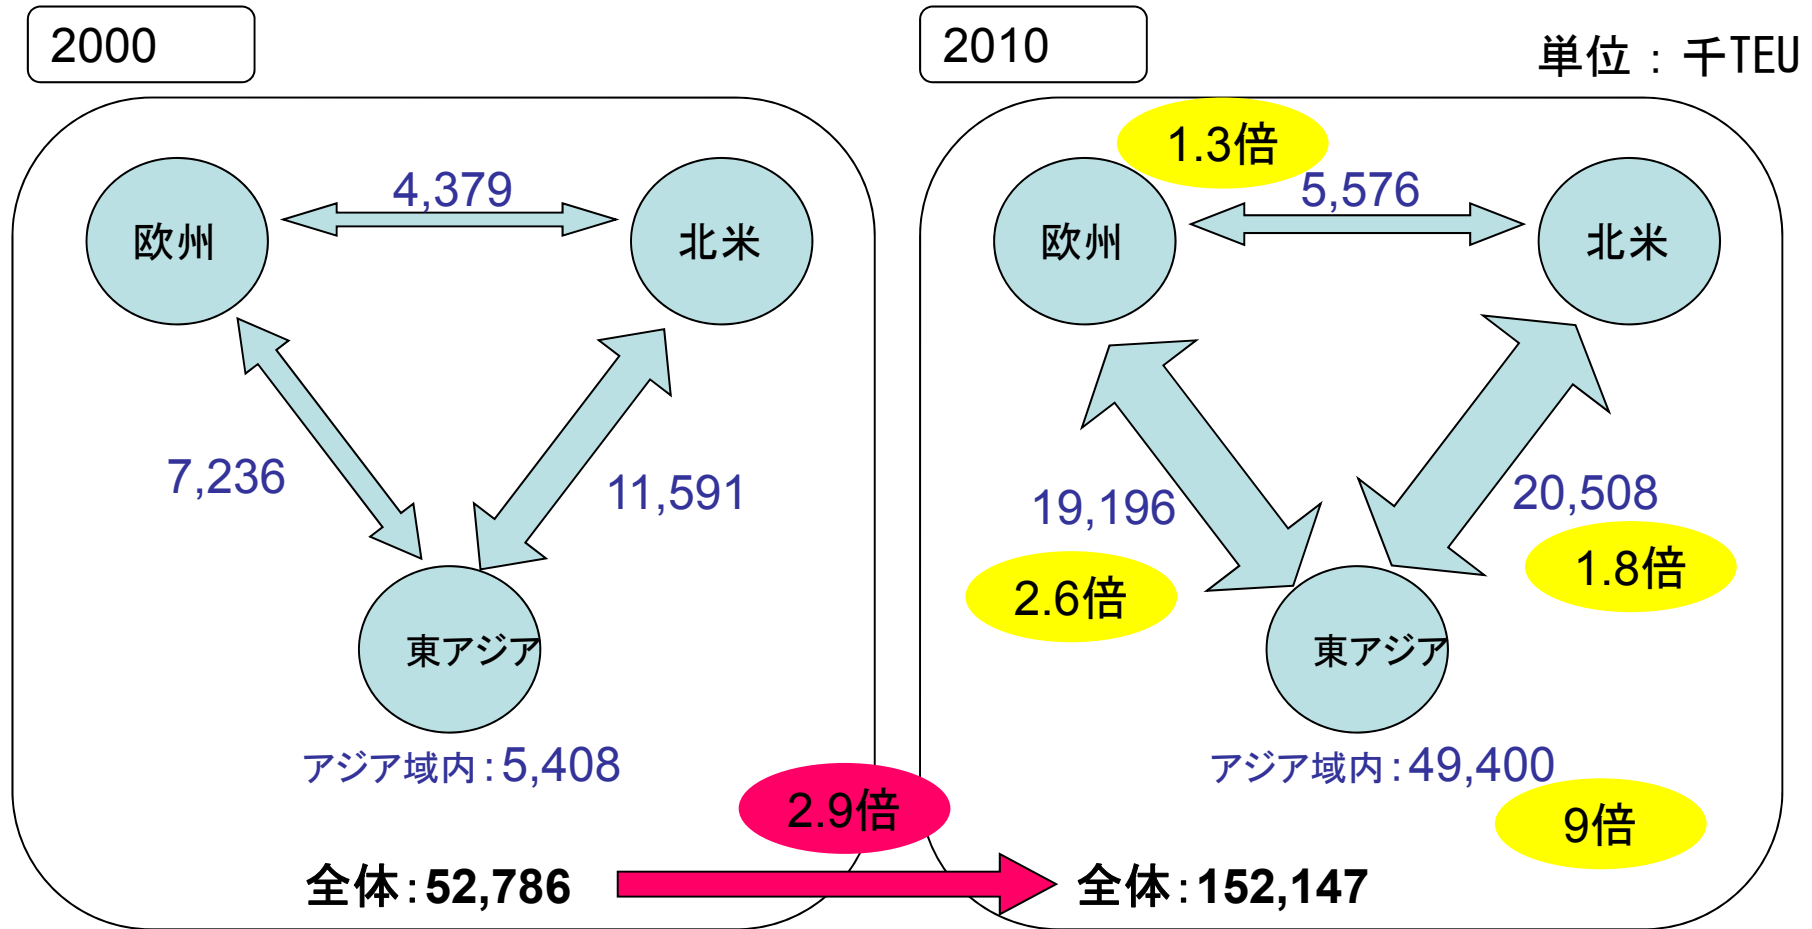 2000
2010
単位：千TEU
4,379
欧州
北米
7,236
11,591
東アジア
アジア域内：5,408
全体：52,786
2.9倍
1.3倍
5,576
欧州
北米
19,196
20,508
2.6倍
1.8倍
東アジア
アジア域内：49,400
9倍
全体：152,147